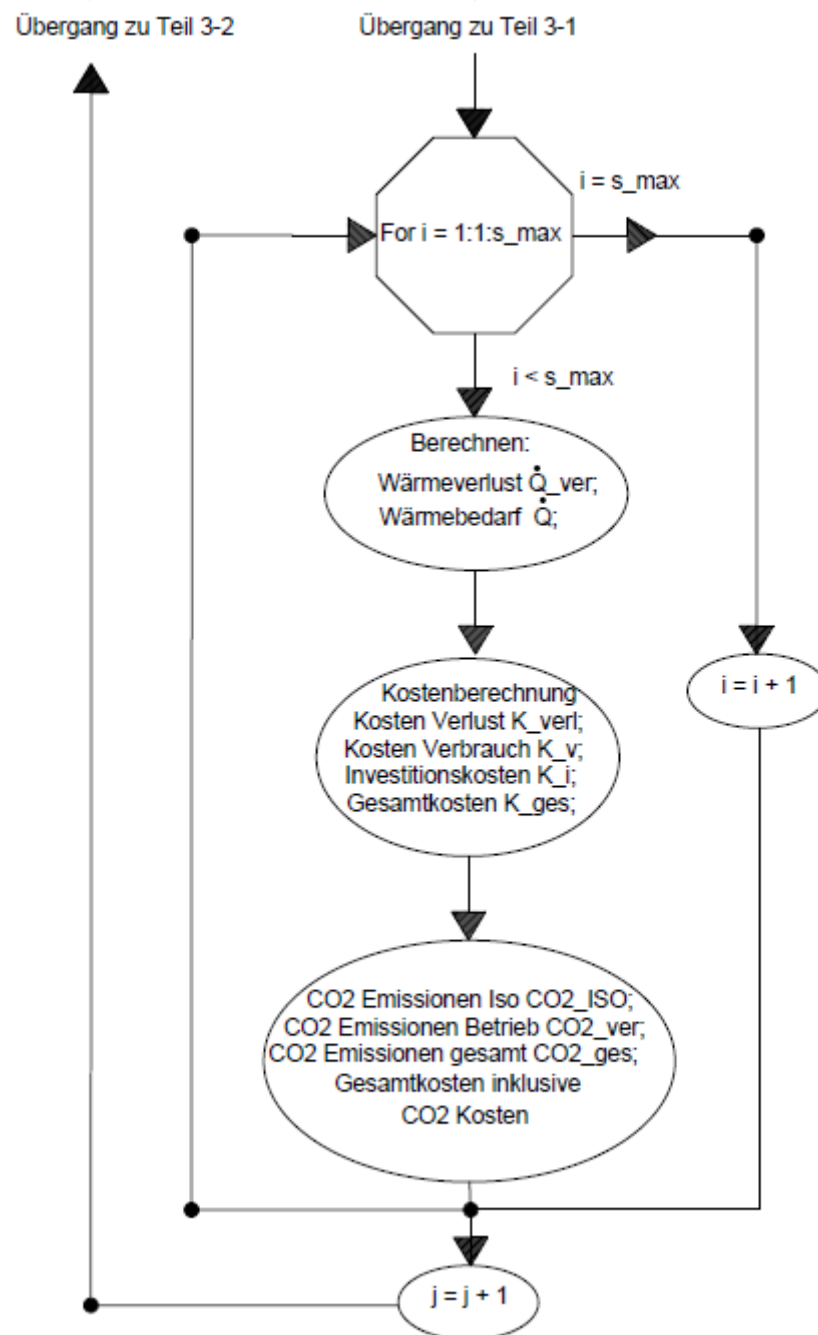 Übergang zu Teil 3-2
Übergang zu Teil 3-1
i = s_max
For i = 1:1:s_max
i < s_max
Berechnen:
Wärmeverlust Q̇_ver;
Wärmebedarf Q̇;
Kostenberechnung
Kosten Verlust K_verl;
Kosten Verbrauch K_v;
Investitionskosten K_i;
Gesamtkosten K_ges;
i = i + 1
CO2 Emissionen Iso CO2_ISO;
CO2 Emissionen Betrieb CO2_ver;
CO2 Emissionen gesamt CO2_ges;
Gesamtkosten inklusive
CO2 Kosten
j = j + 1